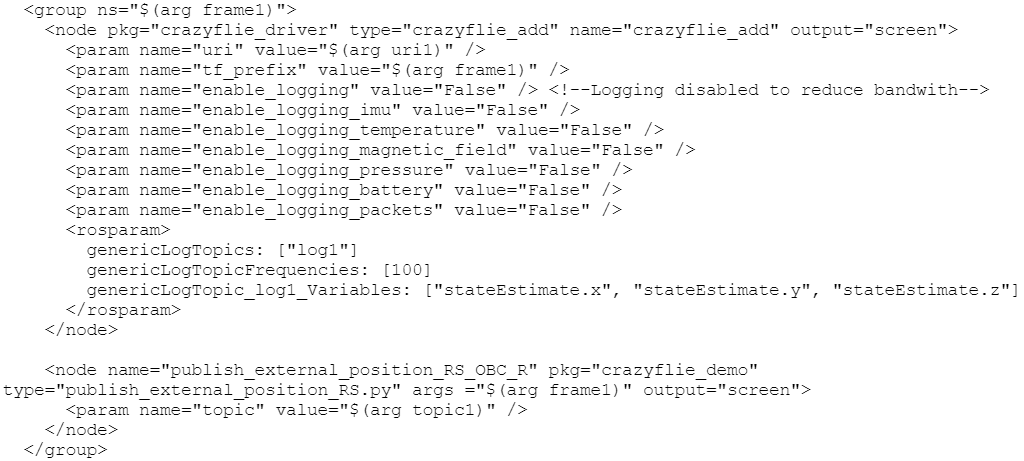 <group ns="$(arg frame1)">
<node pkg="crazyflie_driver" type="crazyflie_add" name="crazyflie_add" output="screen">
<param name="uri" value="$(arg uri1)" />
<param name="tf_prefix" value="$(arg frame1)" />
<param name="enable_logging" value="False" /> <!--Logging disabled to reduce bandwith-->
<param name="enable_logging_imu" value="False" />
<param name="enable_logging_temperature" value="False" />
<param name="enable_logging_magnetic_field" value="False" />
<param name="enable_logging_pressure" value="False" />
<param name="enable_logging_battery" value="False" />
<param name="enable_logging_packets" value="False" />
<rosparam>
genericLogTopics: ["log1"]
genericLogTopicFrequencies: [100]
genericLogTopic_log1_Variables: ["stateEstimate.x", "stateEstimate.y", "stateEstimate.z"]
</rosparam>
</node>
<node name="publish_external_position_RS_OBC_R" pkg="crazyflie_demo"
type="publish_external_position_RS.py" args ="$(arg frame1)" output="screen">
<param name="topic" value="$(arg topic1)" />
</node>
</group>